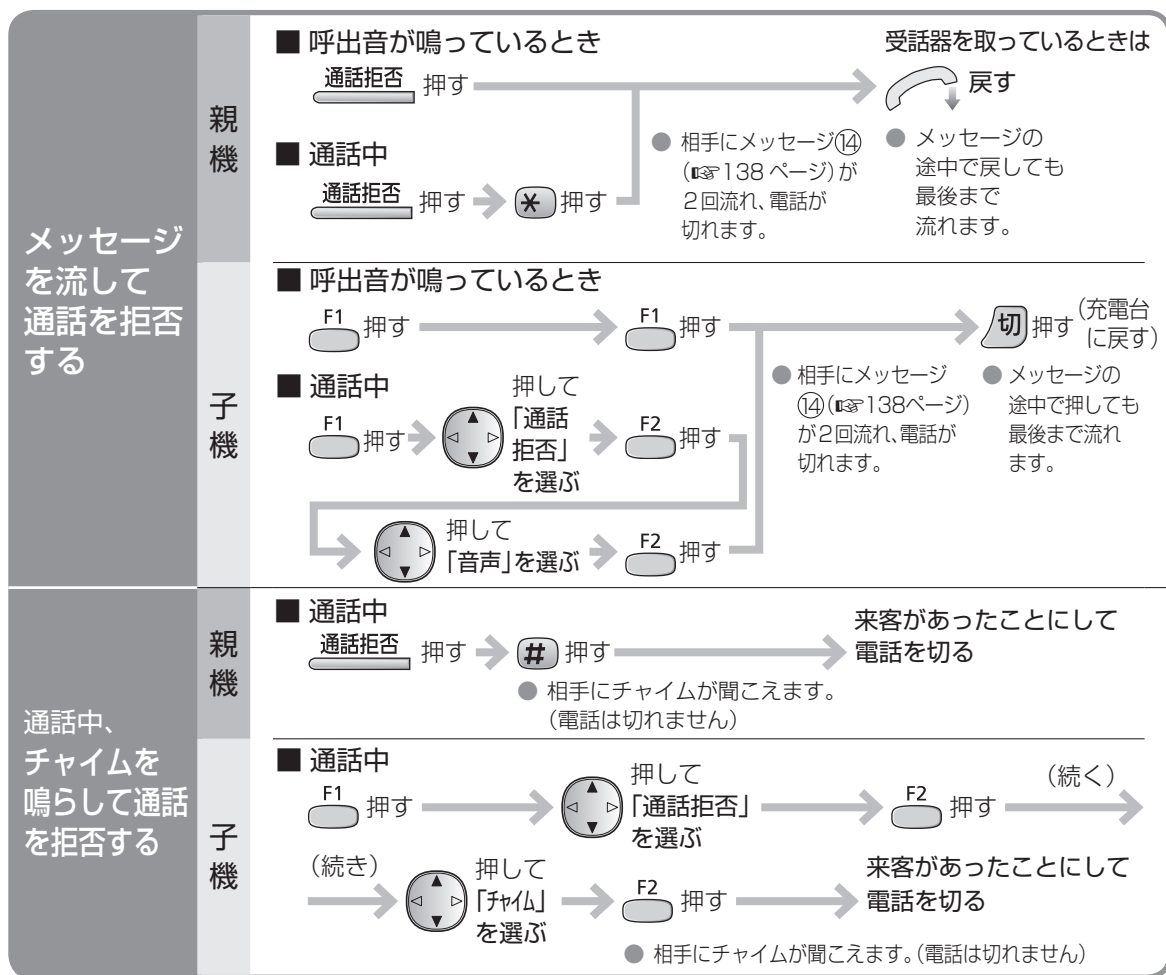 メッセージ
を流して
通話を拒否
する
親
機
■ 呼出音が鳴っているとき
通話拒否 押す
■ 通話中
通話拒否 押す * 押す
● 相手にメッセージ⑭
(☞138 ページ)が
2回流れ、電話が
切れます。
受話器を取っているときは
戻す
● メッセージの
途中で戻しても
最後まで
流れます。
子
機
■ 呼出音が鳴っているとき
F1 押す F1 押す
■ 通話中
F1 押す 押して
「通話
拒否」
を選ぶ
F2 押す
押して
「音声」を選ぶ
F2 押す
● 相手にメッセージ
⑭(☞138ページ)
が2回流れ、電話が
切れます。
切 押す (充電台
に戻す)
● メッセージの
途中で押しても
最後まで流れ
ます。
通話中、
チャイムを
鳴らして通話
を拒否する
親
機
■ 通話中
通話拒否 押す # 押す
● 相手にチャイムが聞こえます。
(電話は切れません)
来客があったことにして
電話を切る
子
機
■ 通話中
F1 押す 押して
「通話拒否」
を選ぶ
F2 押す (続く)
(続き)
押して
「チャイム」
を選ぶ
F2 押す
来客があったことにして
電話を切る
● 相手にチャイムが聞こえます。(電話は切れません)